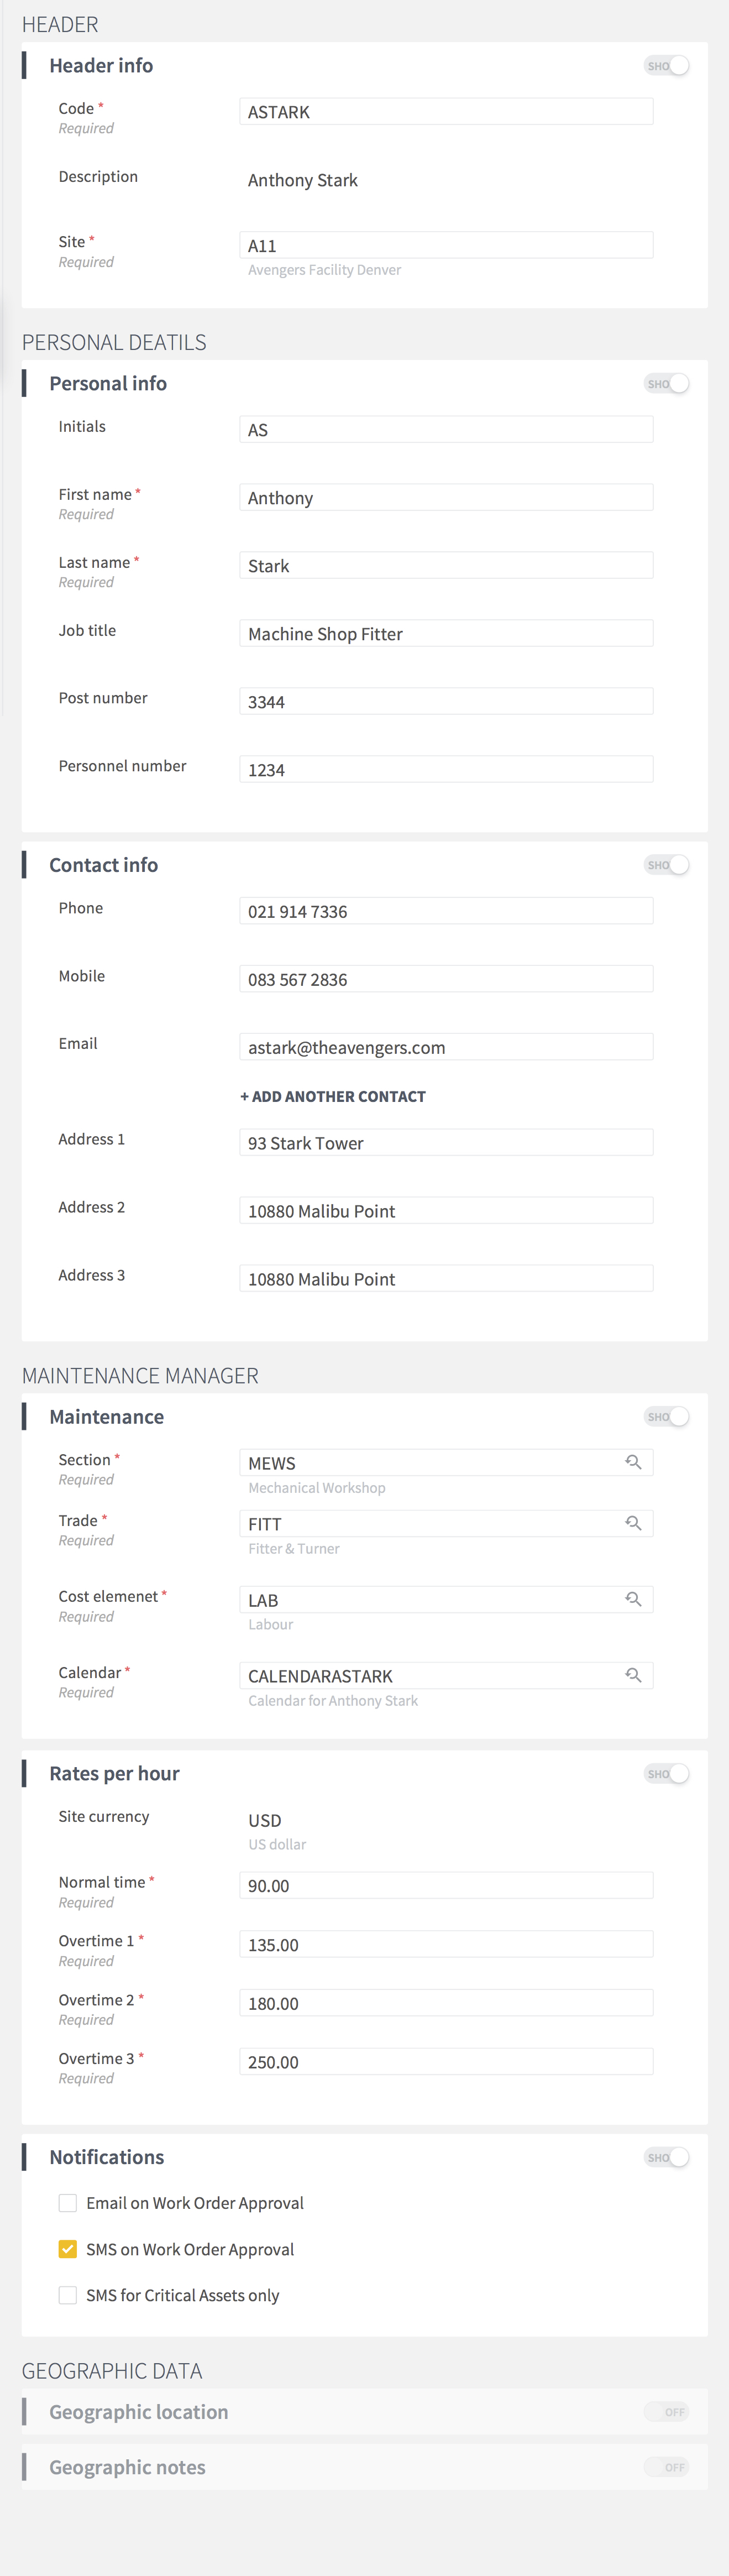 HEADER
Header info SHO
Code * ASTARK
Required
Description Anthony Stark
Site * A11
Required Avengers Facility Denver
PERSONAL DEATILS
Personal info SHO
Initials AS
First name * Anthony
Required
Last name * Stark
Required
Job title Machine Shop Fitter
Post number 3344
Personnel number 1234
Contact info SHO
Phone 021 914 7336
Mobile 083 567 2836
Email astark@theavengers.com
+ ADD ANOTHER CONTACT
Address 1 93 Stark Tower
Address 2 10880 Malibu Point
Address 3 10880 Malibu Point
MAINTENANCE MANAGER
Maintenance SHO
Section * MEWS
Required Mechanical Workshop
Trade * FITT
Required Fitter & Turner
Cost elemenet * LAB
Required Labour
Calendar * CALENDARASTARK
Required Calendar for Anthony Stark
Rates per hour SHO
Site currency USD
US dollar
Normal time * 90.00
Required
Overtime 1 * 135.00
Required
Overtime 2 * 180.00
Required
Overtime 3 * 250.00
Required
Notifications SHO
Email on Work Order Approval
SMS on Work Order Approval
SMS for Critical Assets only
GEOGRAPHIC DATA
Geographic location OFF
Geographic notes OFF